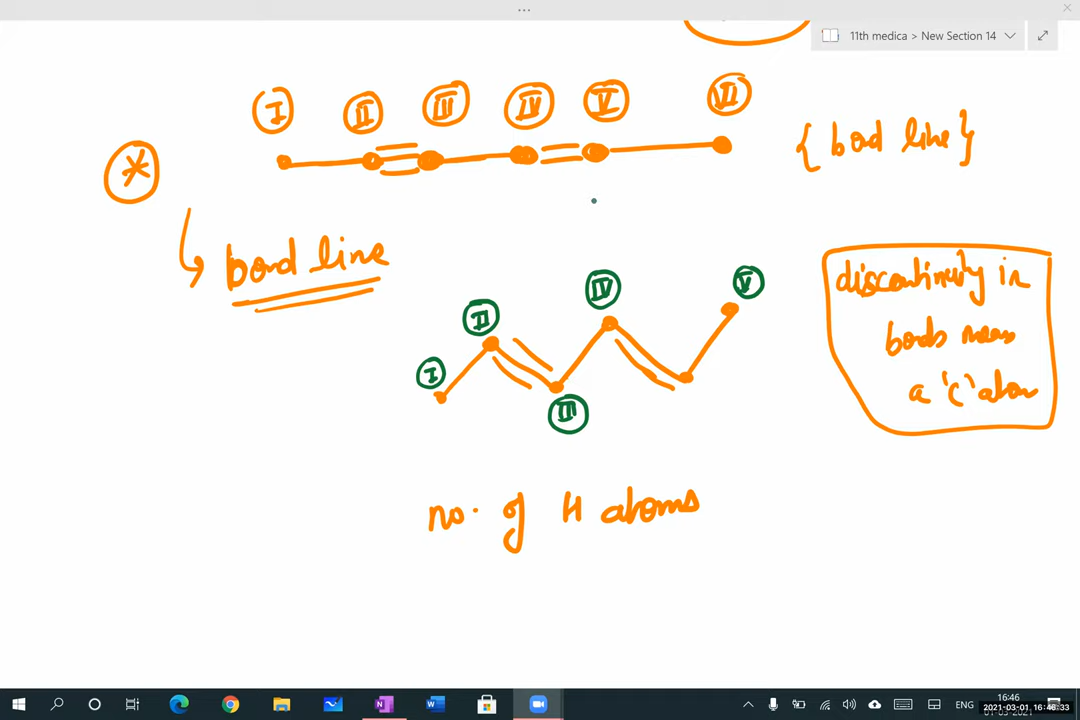 11th medica > New Section 14
I II III IV V VI
{ bond line }
bond line
I II III IV V
discontinuity in
bonds means
a 'C' atom
no. of H atoms
ENG
16:46
2021-03-01 16:46:33